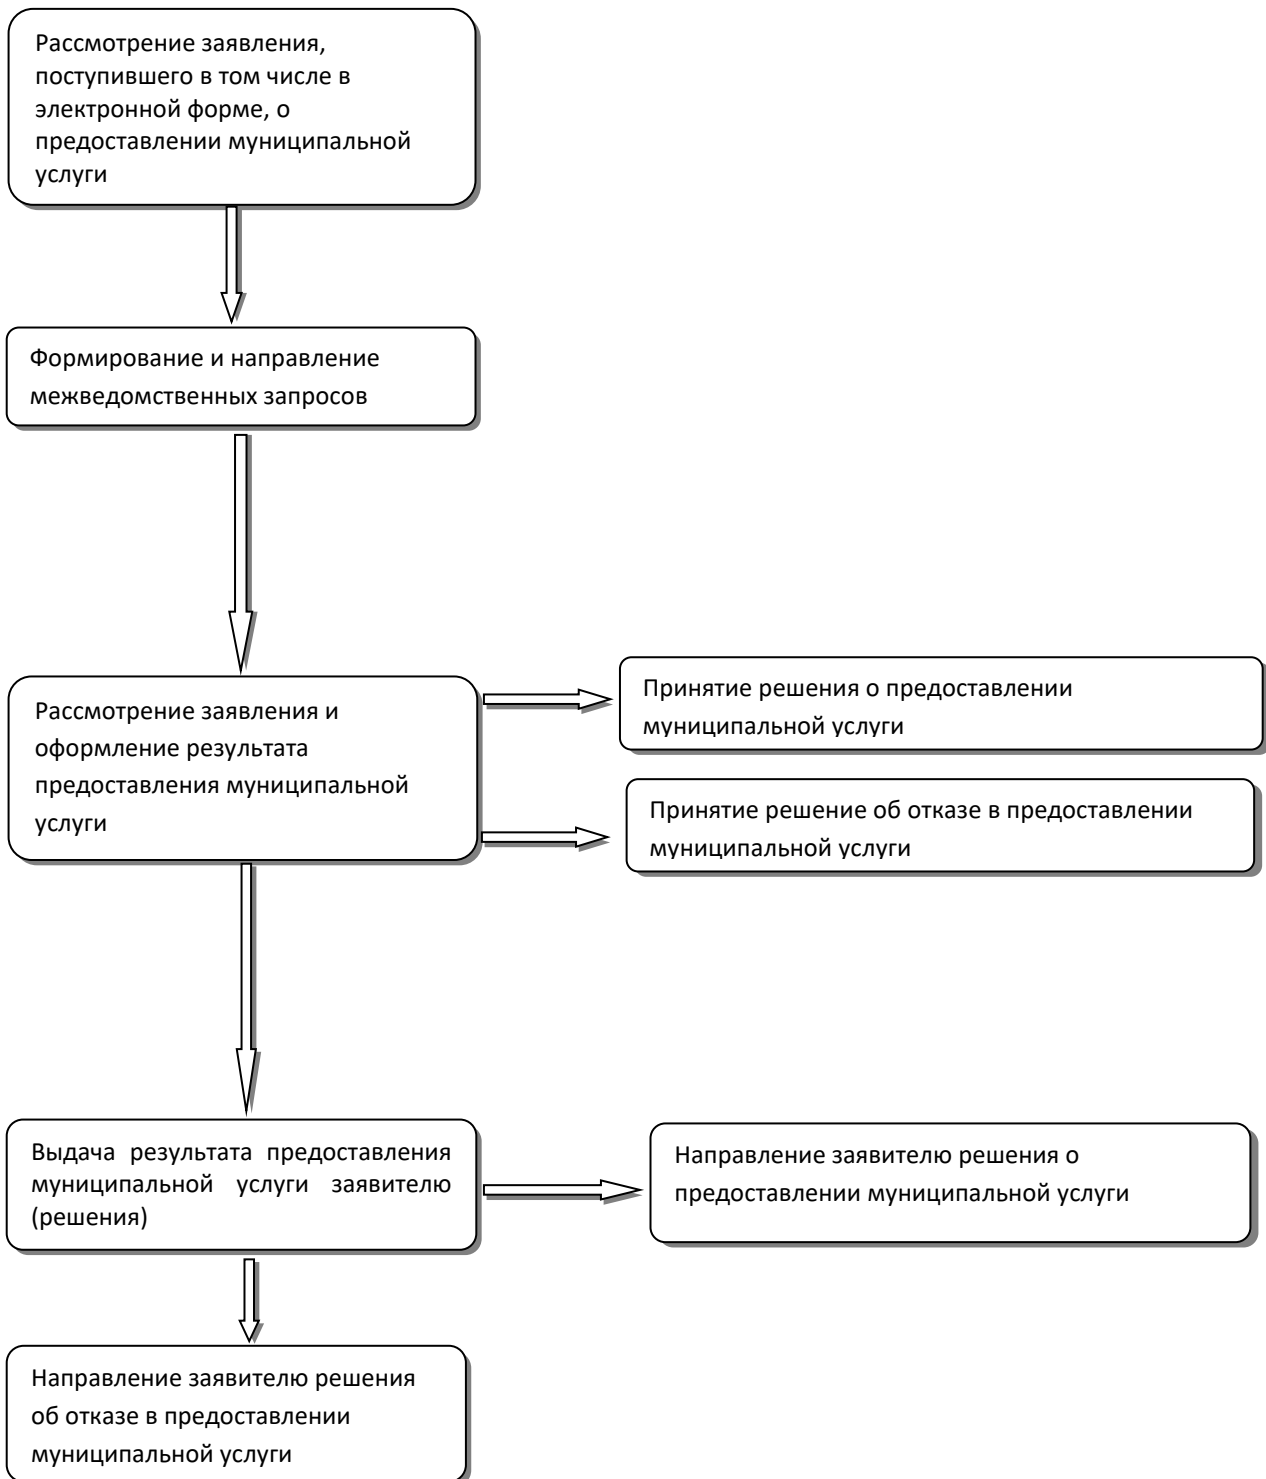 Рассмотрение заявления,
поступившего в том числе в
электронной форме, о
предоставлении муниципальной
услуги
Формирование и направление
межведомственных запросов
Рассмотрение заявления и
оформление результата
предоставления муниципальной
услуги
Принятие решения о предоставлении
муниципальной услуги
Принятие решение об отказе в предоставлении
муниципальной услуги
Выдача результата предоставления
муниципальной услуги заявителю
(решения)
Направление заявителю решения о
предоставлении муниципальной услуги
Направление заявителю решения
об отказе в предоставлении
муниципальной услуги